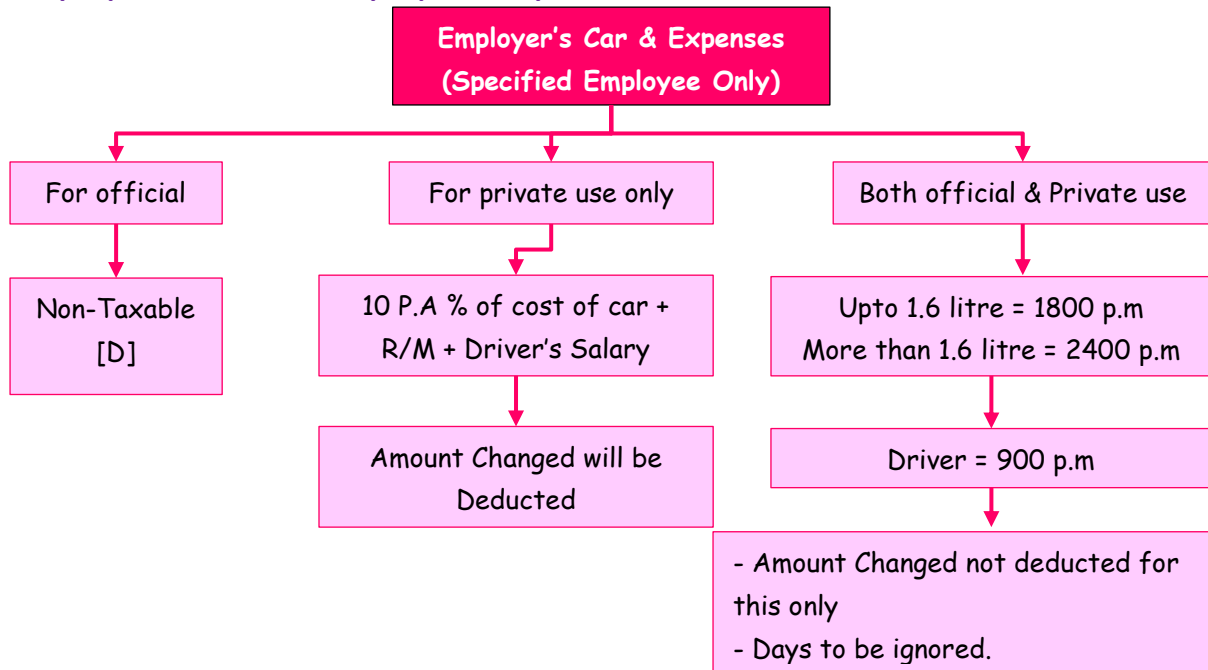 Employer's Car & Expenses
(Specified Employee Only)
For official
For private use only
Both official & Private use
Non-Taxable
[D]
10 P.A % of cost of car +
R/M + Driver's Salary
Upto 1.6 litre = 1800 p.m
More than 1.6 litre = 2400 p.m
Amount Changed will be
Deducted
Driver = 900 p.m
- Amount Changed not deducted for
this only
- Days to be ignored.